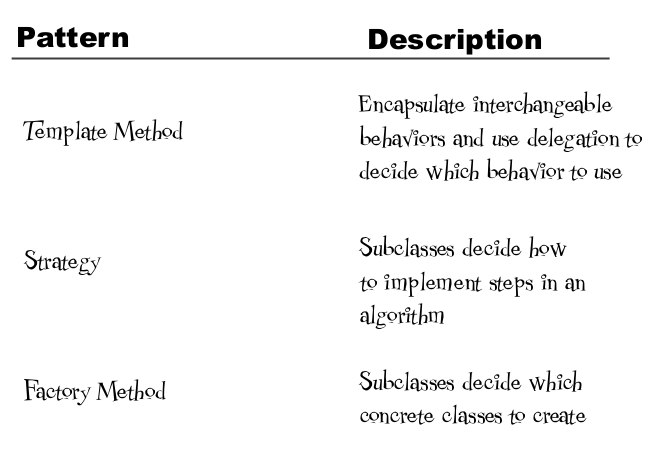 Pattern Description
Template Method
Encapsulate interchangeable
behaviors and use delegation to
decide which behavior to use
Strategy
Subclasses decide how
to implement steps in an
algorithm
Factory Method
Subclasses decide which
concrete classes to create